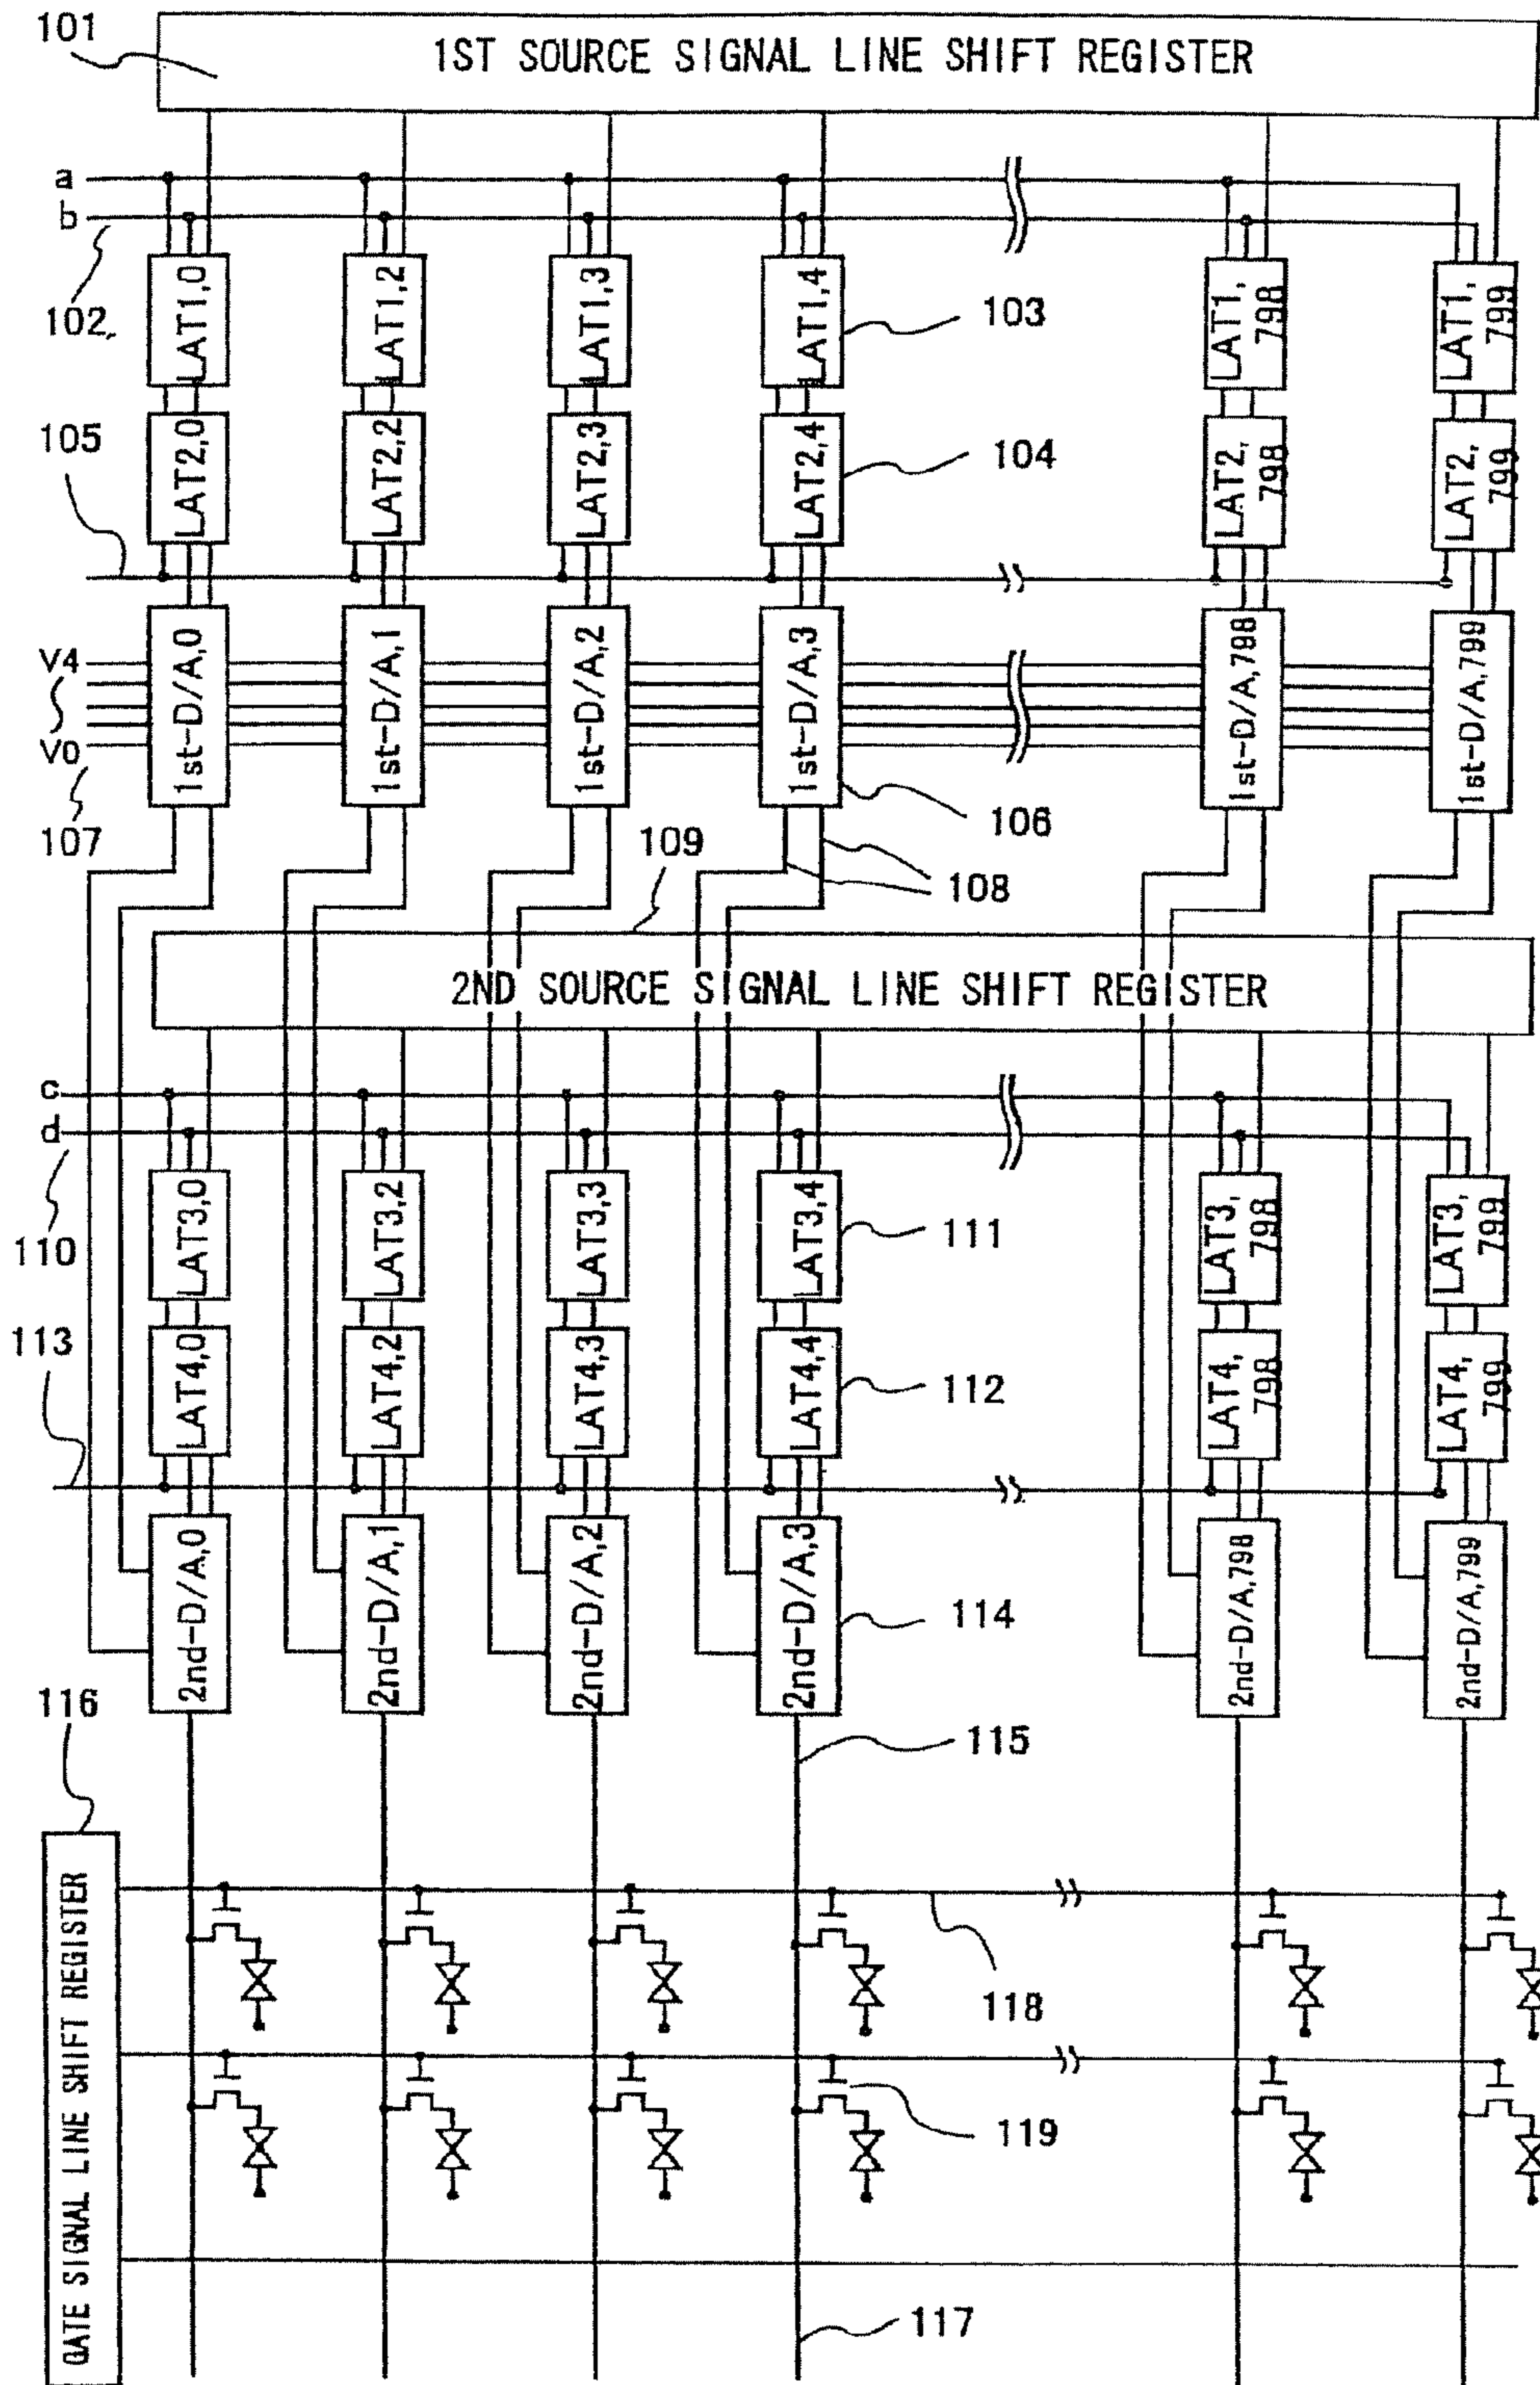 101
1ST SOURCE SIGNAL LINE SHIFT REGISTER
a
b
102
LAT1,0
LAT1,2
LAT1,3
LAT1,4
103
LAT1, 798
LAT1, 799
105
LAT2,0
LAT2,2
LAT2,3
LAT2,4
104
LAT2, 798
LAT2, 799
V4
V0
107
1st-D/A,0
1st-D/A,1
1st-D/A,2
1st-D/A,3
106
1st-D/A,798
1st-D/A,799
109
108
2ND SOURCE SIGNAL LINE SHIFT REGISTER
c
d
110
LAT3,0
LAT3,2
LAT3,3
LAT3,4
111
LAT3, 798
LAT3, 799
113
LAT4,0
LAT4,2
LAT4,3
LAT4,4
112
LAT4, 798
LAT4, 799
2nd-D/A,0
2nd-D/A,1
2nd-D/A,2
2nd-D/A,3
114
2nd-D/A,798
2nd-D/A,799
116
115
GATE SIGNAL LINE SHIFT REGISTER
118
119
117